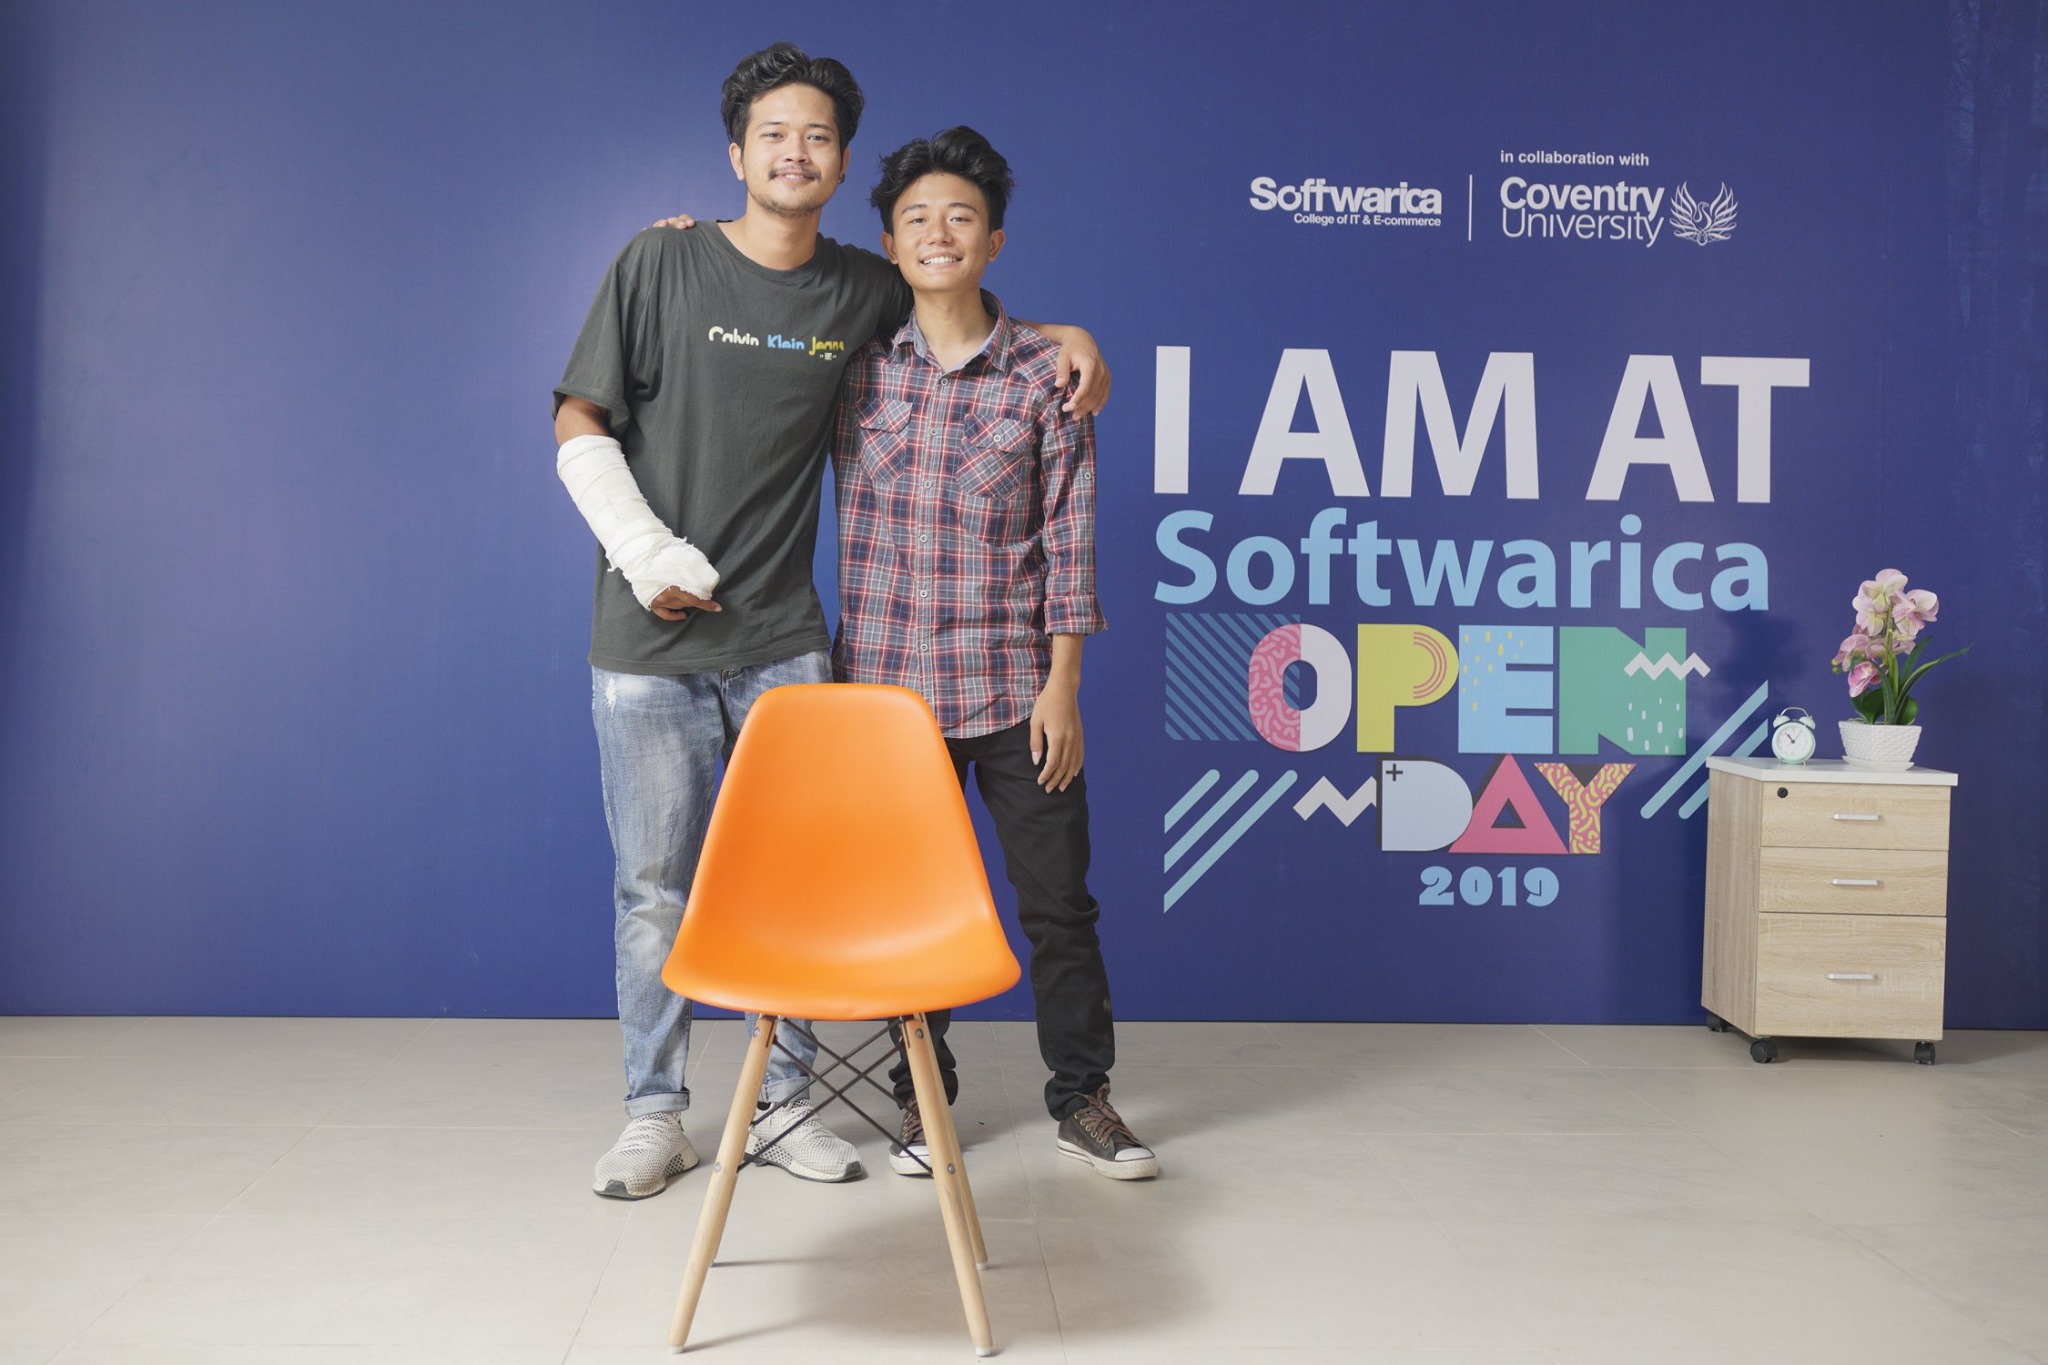 Calvin Klein Jeans
in collaboration with
Softwarica
College of IT & E-commerce
Coventry
University
I AM AT
Softwarica
OPEN
DAY
2019